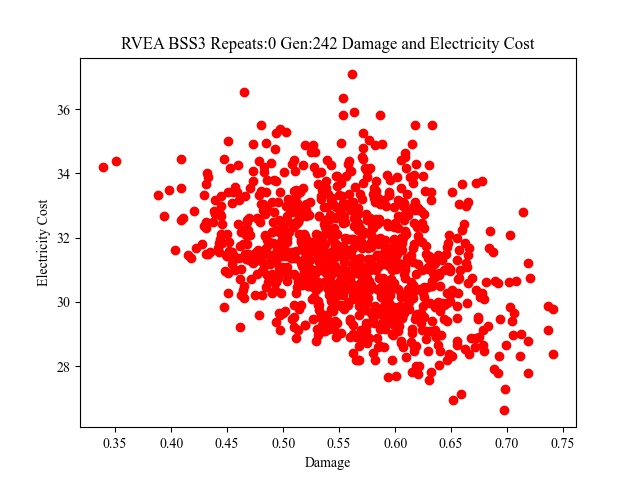 RVEA BSS3 Repeats:0 Gen:242 Damage and Electricity Cost
36
34
32
30
28
Electricity Cost
0.35 0.40 0.45 0.50 0.55 0.60 0.65 0.70 0.75
Damage